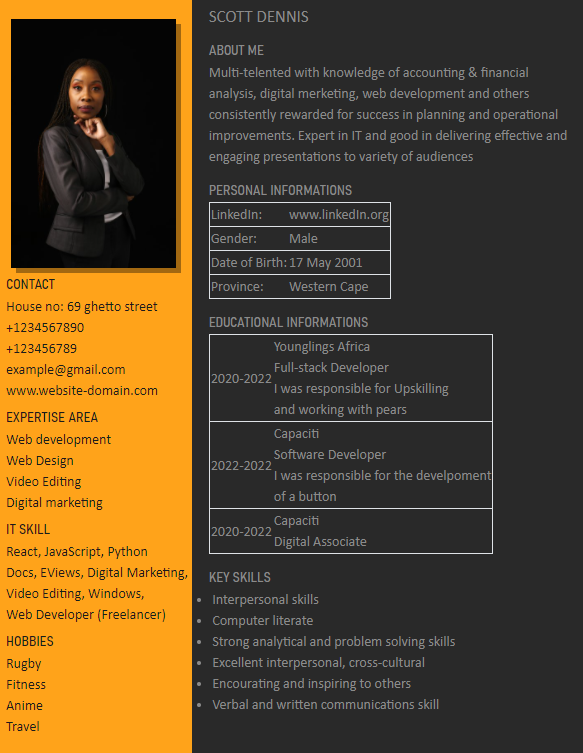 SCOTT DENNIS
ABOUT ME
Multi-telented with knowledge of accounting & financial
analysis, digital merketing, web development and others
consistently rewarded for success in planning and operational
improvements. Expert in IT and good in delivering effective and
engaging presentations to variety of audiences
PERSONAL INFORMATIONS
LinkedIn: www.linkedIn.org
Gender: Male
Date of Birth: 17 May 2001
Province: Western Cape
EDUCATIONAL INFORMATIONS
2020-2022
Younglings Africa
Full-stack Developer
I was responsible for Upskilling
and working with pears
2022-2022
Capaciti
Software Developer
I was responsible for the develpoment
of a button
2020-2022
Capaciti
Digital Associate
KEY SKILLS
• Interpersonal skills
• Computer literate
• Strong analytical and problem solving skills
• Excellent interpersonal, cross-cultural
• Encourating and inspiring to others
• Verbal and written communications skill
CONTACT
House no: 69 ghetto street
+1234567890
+123456789
example@gmail.com
www.website-domain.com
EXPERTISE AREA
Web development
Web Design
Video Editing
Digital marketing
IT SKILL
React, JavaScript, Python
Docs, EViews, Digital Marketing,
Video Editing, Windows,
Web Developer (Freelancer)
HOBBIES
Rugby
Fitness
Anime
Travel